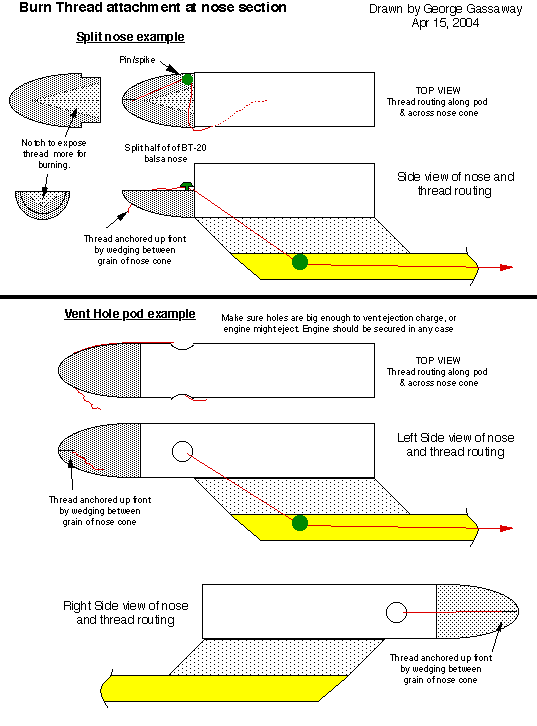 Burn Thread attachment at nose section
Drawn by George Gassaway
Apr 15, 2004
Split nose example
Pin/spike
TOP VIEW
Thread routing along pod
& across nose cone
Notch to expose
thread more for
burning.
Split half of of BT-20
balsa nose
Side view of nose and
thread routing
Thread anchored up front
by wedging between
grain of nose cone
Vent Hole pod example
Make sure holes are big enough to vent ejection charge, or
engine might eject. Engine should be secured in any case
TOP VIEW
Thread routing along pod
& across nose cone
Left Side view of nose
and thread routing
Thread anchored up front
by wedging between
grain of nose cone
Right Side view of nose
and thread routing
Thread anchored up front
by wedging between
grain of nose cone